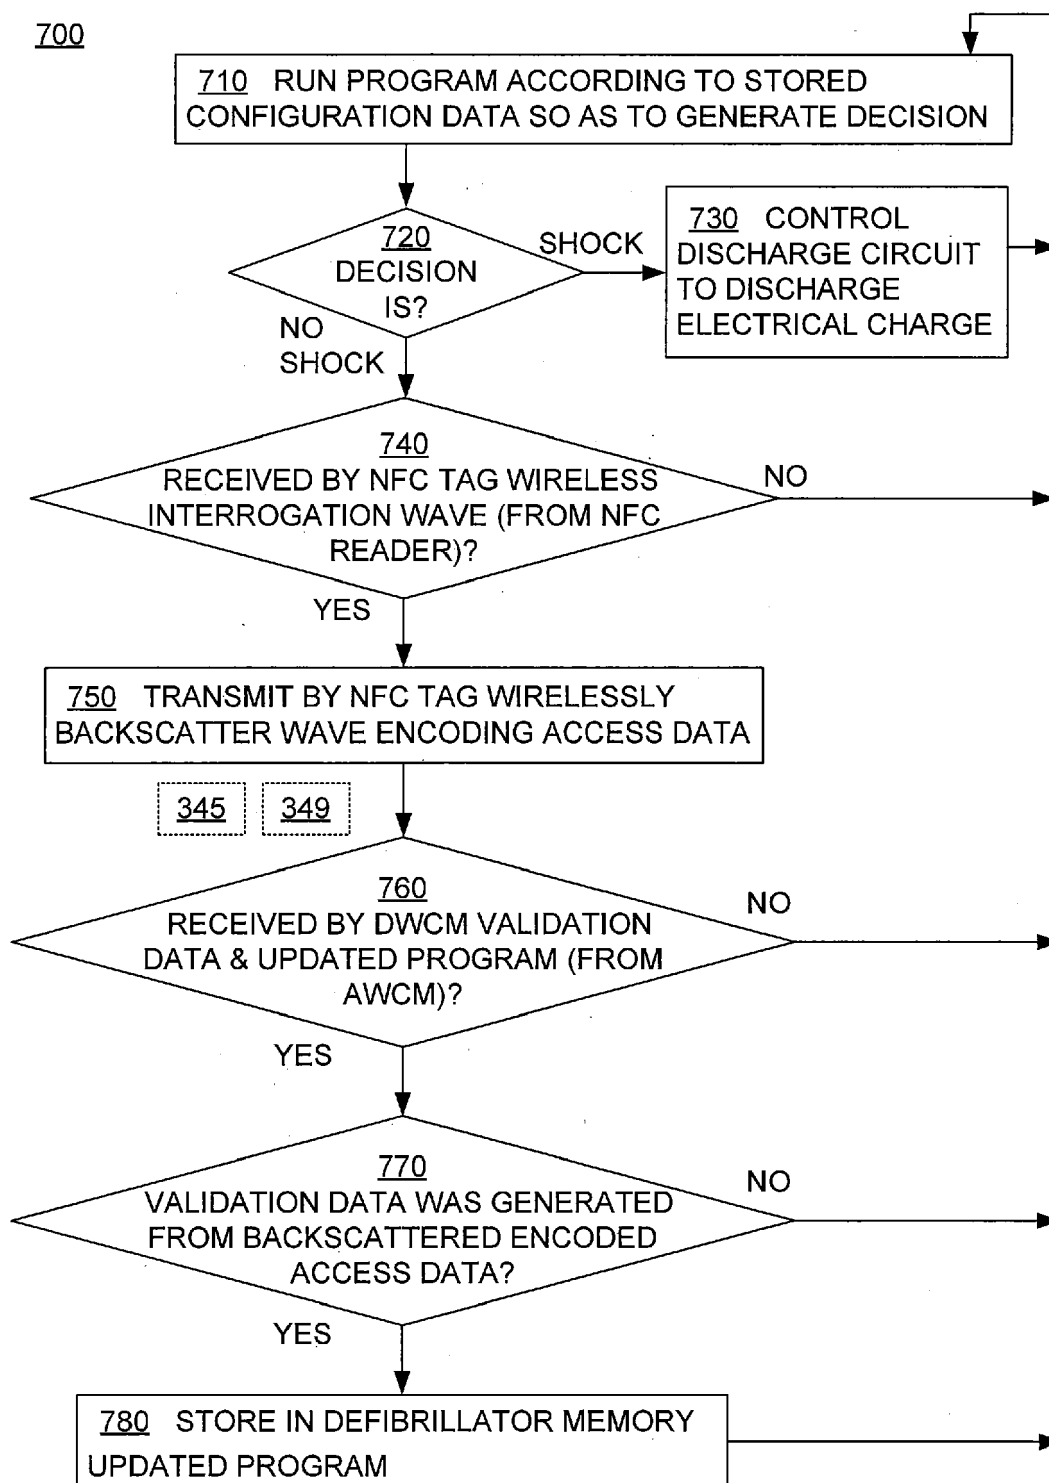 700
710 RUN PROGRAM ACCORDING TO STORED
CONFIGURATION DATA SO AS TO GENERATE DECISION
720
DECISION
IS?
SHOCK
730 CONTROL
DISCHARGE CIRCUIT
TO DISCHARGE
ELECTRICAL CHARGE
NO
SHOCK
740
RECEIVED BY NFC TAG WIRELESS
INTERROGATION WAVE (FROM NFC
READER)?
NO
YES
750 TRANSMIT BY NFC TAG WIRELESSLY
BACKSCATTER WAVE ENCODING ACCESS DATA
345 349
760
RECEIVED BY DWCM VALIDATION
DATA & UPDATED PROGRAM (FROM
AWCM)?
NO
YES
770
VALIDATION DATA WAS GENERATED
FROM BACKSCATTERED ENCODED
ACCESS DATA?
NO
YES
780 STORE IN DEFIBRILLATOR MEMORY
UPDATED PROGRAM